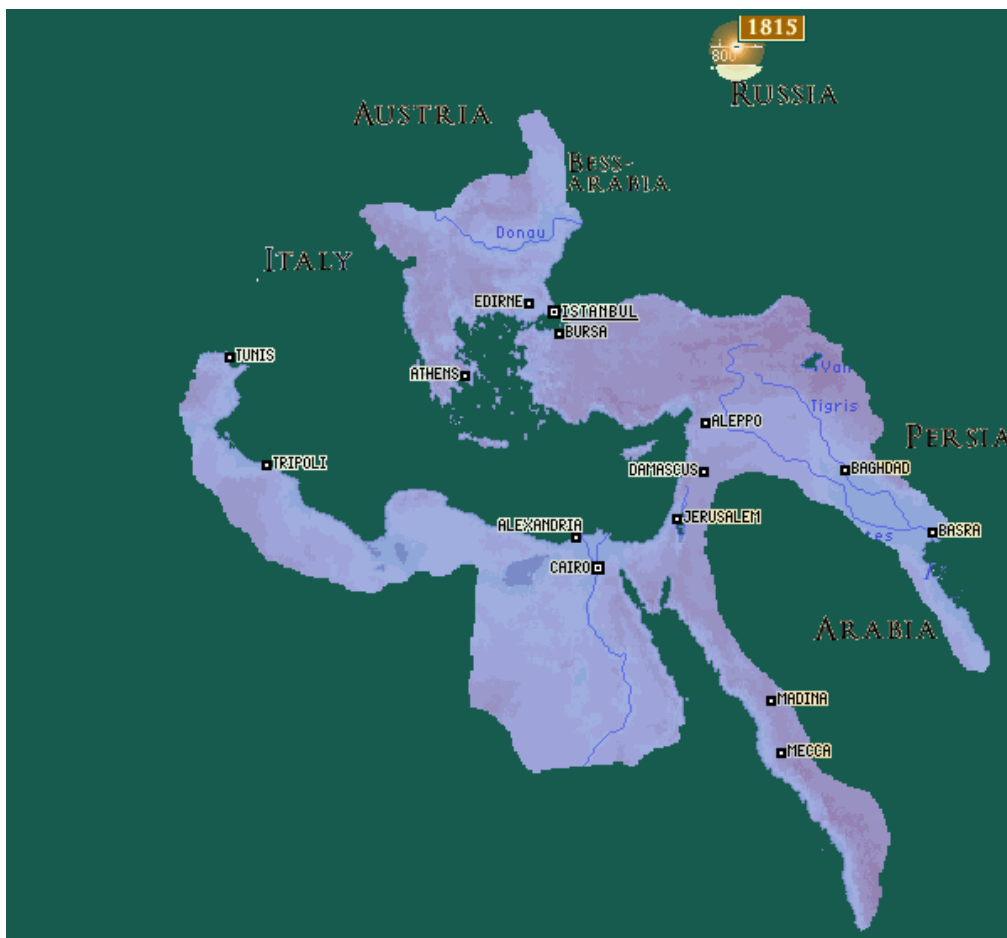 1815
800
RUSSIA
AUSTRIA
BESS-
ARABIA
Donau
ITALY
EDIRNE
ISTANBUL
BURSA
TUNIS
ATHENS
Van
Tigris
ALEPPO
PERSIA
TRIPOLI
DAMASCUS
BAGHDAD
JERUSALEM
ALEXANDRIA
BASRA
tes
CAIRO
ARABIA
MADINA
MECCA